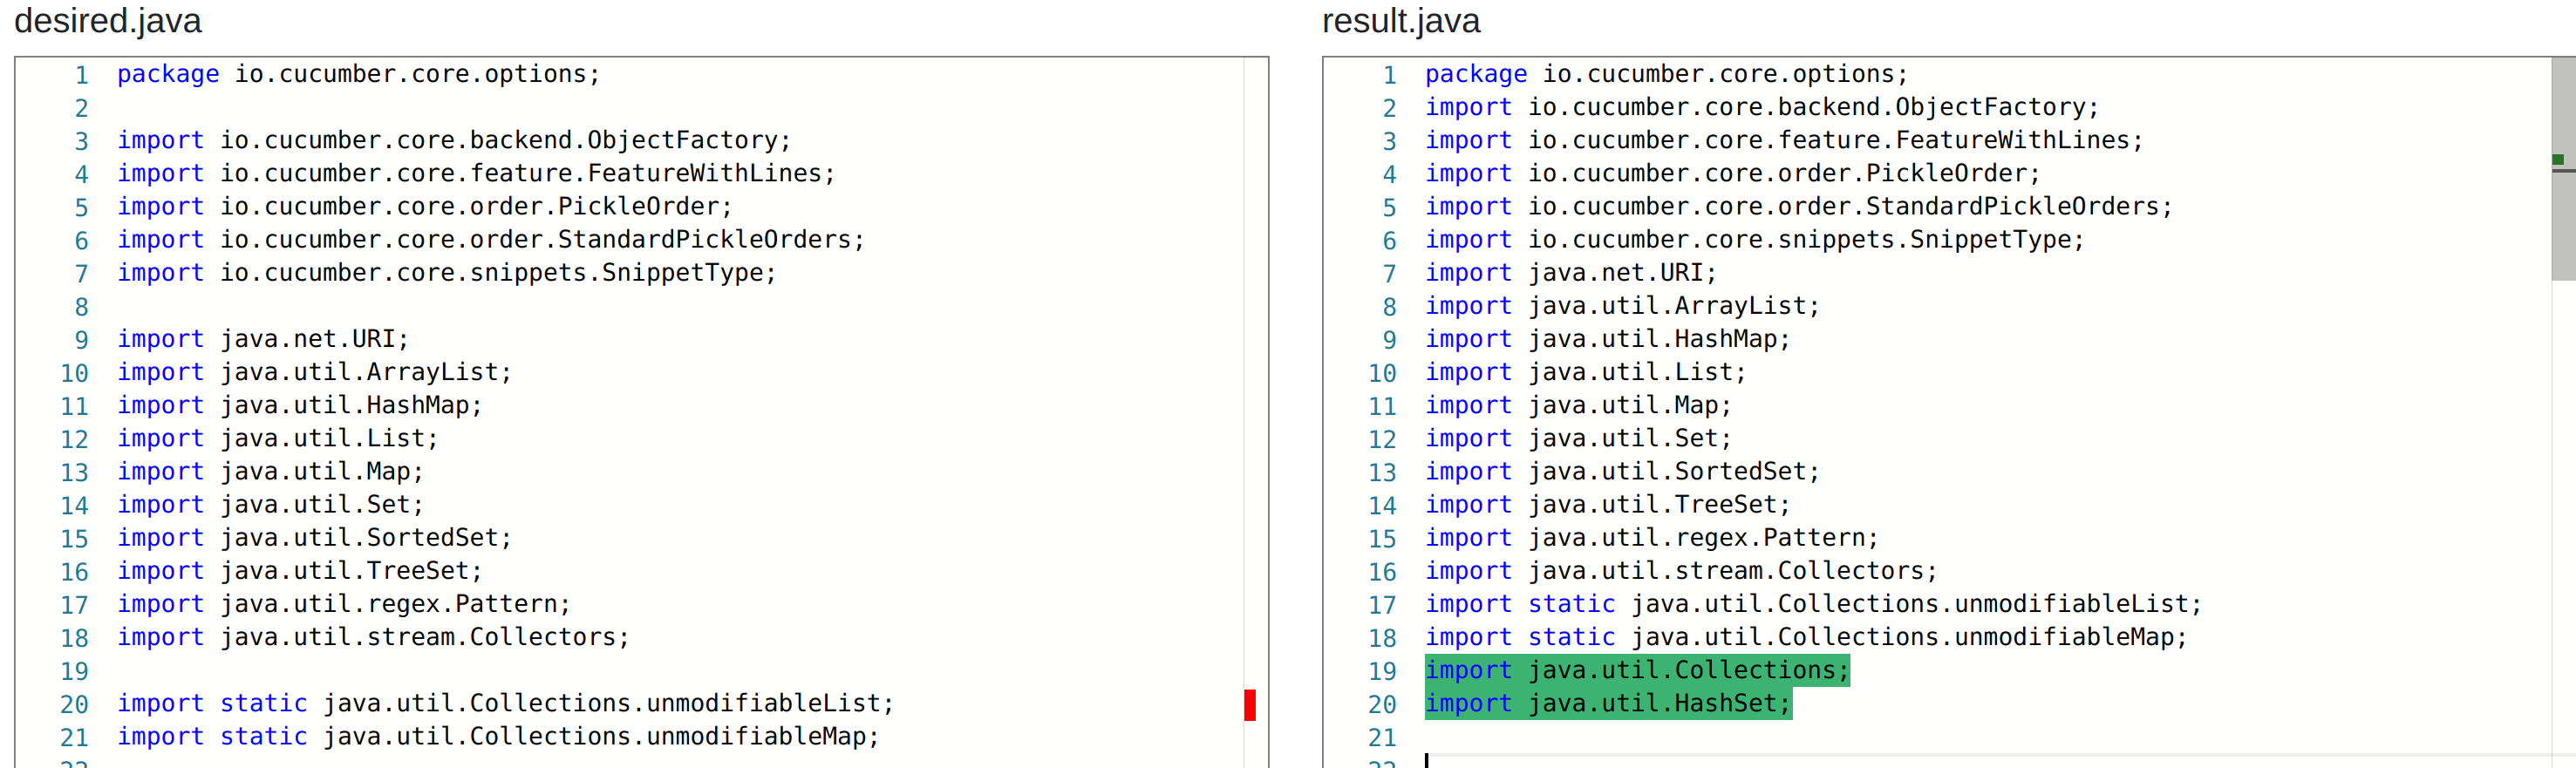 desired.java
1 package io.cucumber.core.options;
2
3 import io.cucumber.core.backend.ObjectFactory;
4 import io.cucumber.core.feature.FeatureWithLines;
5 import io.cucumber.core.order.PickleOrder;
6 import io.cucumber.core.order.StandardPickleOrders;
7 import io.cucumber.core.snippets.SnippetType;
8
9 import java.net.URI;
10 import java.util.ArrayList;
11 import java.util.HashMap;
12 import java.util.List;
13 import java.util.Map;
14 import java.util.Set;
15 import java.util.SortedSet;
16 import java.util.TreeSet;
17 import java.util.regex.Pattern;
18 import java.util.stream.Collectors;
19
20 import static java.util.Collections.unmodifiableList;
21 import static java.util.Collections.unmodifiableMap;
result.java
1 package io.cucumber.core.options;
2 import io.cucumber.core.backend.ObjectFactory;
3 import io.cucumber.core.feature.FeatureWithLines;
4 import io.cucumber.core.order.PickleOrder;
5 import io.cucumber.core.order.StandardPickleOrders;
6 import io.cucumber.core.snippets.SnippetType;
7 import java.net.URI;
8 import java.util.ArrayList;
9 import java.util.HashMap;
10 import java.util.List;
11 import java.util.Map;
12 import java.util.Set;
13 import java.util.SortedSet;
14 import java.util.TreeSet;
15 import java.util.regex.Pattern;
16 import java.util.stream.Collectors;
17 import static java.util.Collections.unmodifiableList;
18 import static java.util.Collections.unmodifiableMap;
19 import java.util.Collections;
20 import java.util.HashSet;
21